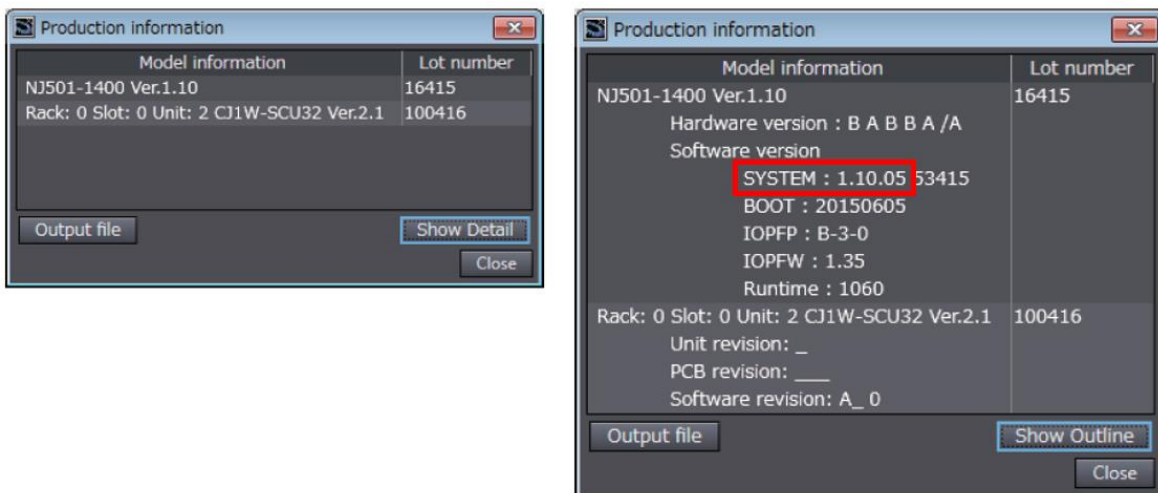 Production information
Model information Lot number
NJ501-1400 Ver.1.10 16415
Rack: 0 Slot: 0 Unit: 2 CJ1W-SCU32 Ver.2.1 100416
Output file Show Detail
Close
Production information
Model information Lot number
NJ501-1400 Ver.1.10 16415
Hardware version : B A B B A /A
Software version
SYSTEM : 1.10.05 53415
BOOT : 20150605
IOPFP : B-3-0
IOPFW : 1.35
Runtime : 1060
Rack: 0 Slot: 0 Unit: 2 CJ1W-SCU32 Ver.2.1 100416
Unit revision: _
PCB revision: ___
Software revision: A_ 0
Output file Show Outline
Close